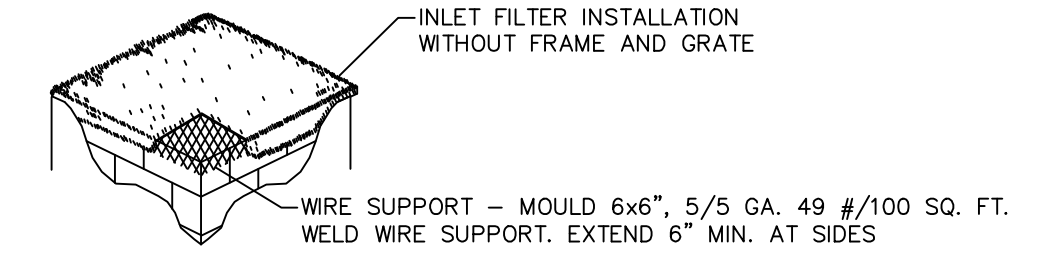 INLET FILTER INSTALLATION
WITHOUT FRAME AND GRATE
WIRE SUPPORT – MOULD 6x6", 5/5 GA. 49 #/100 SQ. FT.
WELD WIRE SUPPORT. EXTEND 6" MIN. AT SIDES